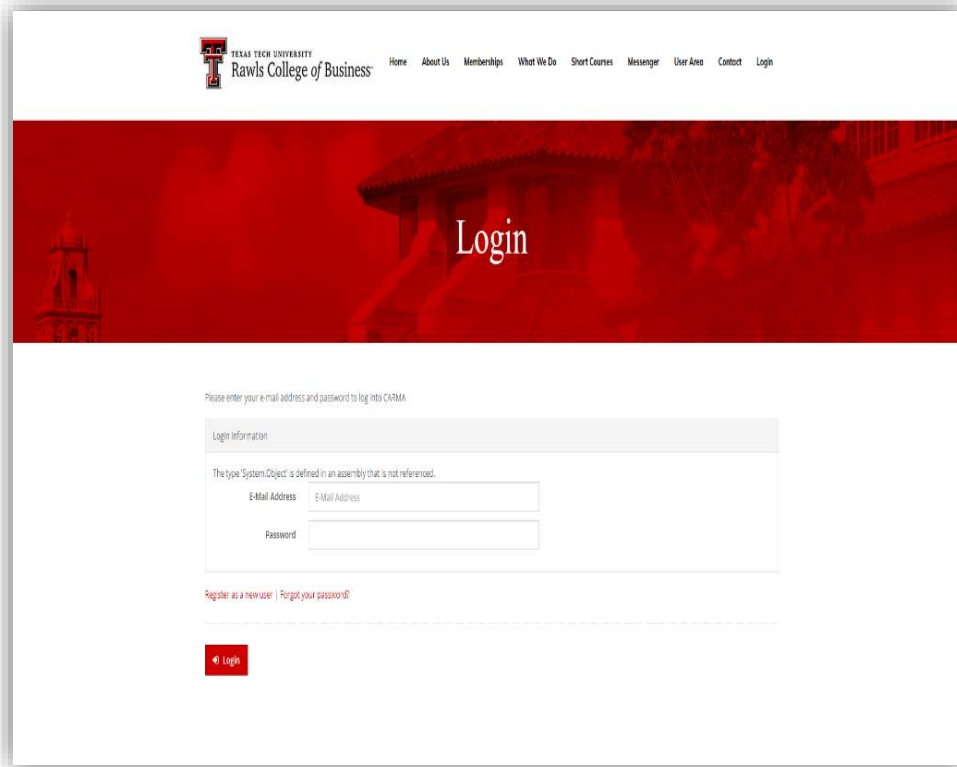 TEXAS TECH UNIVERSITY
Rawls College of Business
Home About Us Memberships What We Do Short Courses Messenger User Area Contact Login
Login
Please enter your e-mail address and password to log into CARMA
Login Information
The type 'System.Object' is defined in an assembly that is not referenced.
E-Mail Address E-Mail Address
Password
Register as a new user | Forgot your password?
Login